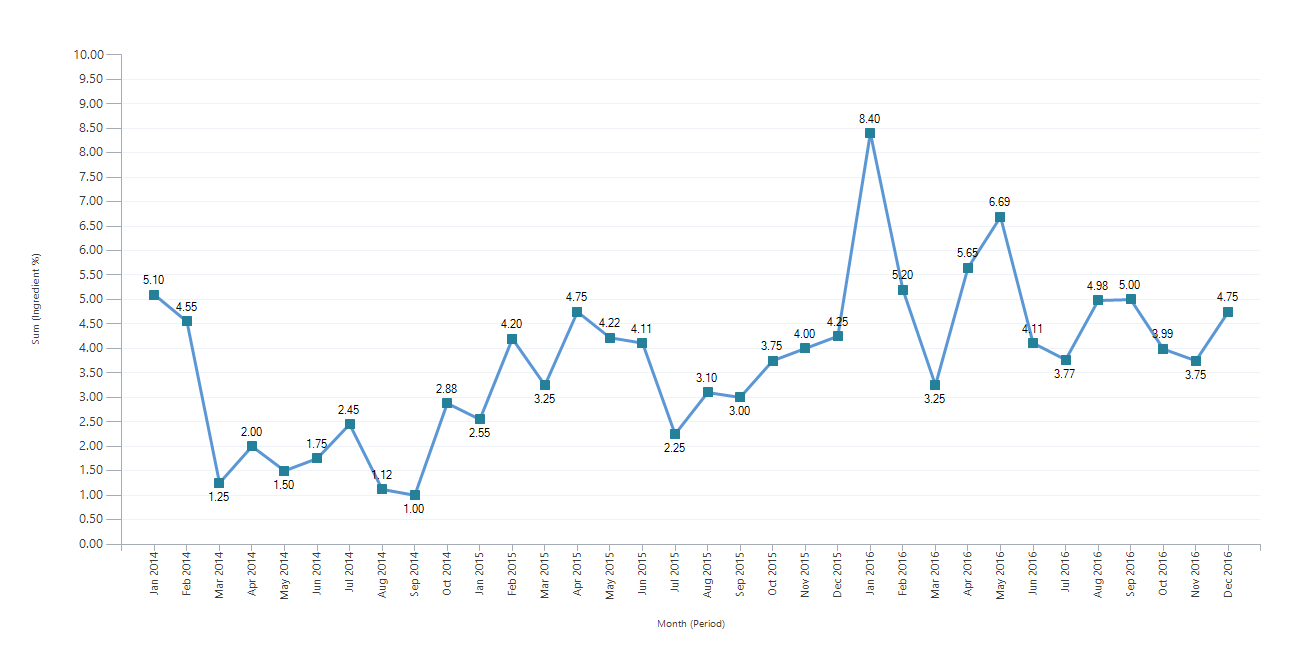 10.00
9.50
9.00
8.50
8.00
7.50
7.00
6.50
6.00
5.50
5.00
4.50
4.00
3.50
3.00
2.50
2.00
1.50
1.00
0.50
0.00
Sum (Ingredient %)
5.10
4.55
1.25
2.00
1.50
1.75
2.45
1.12
1.00
2.88
2.55
4.20
3.25
4.75
4.22
4.11
2.25
3.10
3.00
3.75
4.00
4.25
8.40
5.20
3.25
5.65
6.69
4.11
3.77
4.98
5.00
3.99
3.75
4.75
Jan 2014
Feb 2014
Mar 2014
Apr 2014
May 2014
Jun 2014
Jul 2014
Aug 2014
Sep 2014
Oct 2014
Jan 2015
Feb 2015
Mar 2015
Apr 2015
May 2015
Jun 2015
Jul 2015
Aug 2015
Sep 2015
Oct 2015
Nov 2015
Dec 2015
Jan 2016
Feb 2016
Mar 2016
Apr 2016
May 2016
Jun 2016
Jul 2016
Aug 2016
Sep 2016
Oct 2016
Nov 2016
Dec 2016
Month (Period)